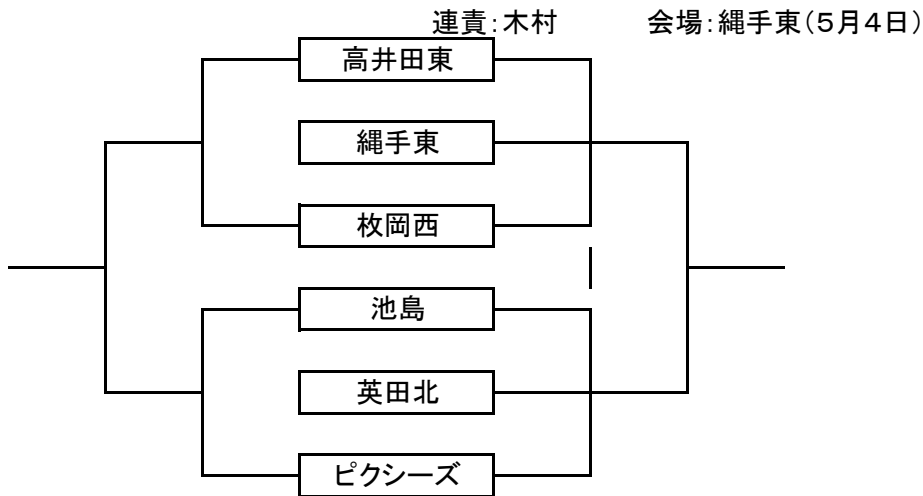 連責：木村　会場：縄手東（5月4日）
高井田東
縄手東
枚岡西
池島
英田北
ピクシーズ